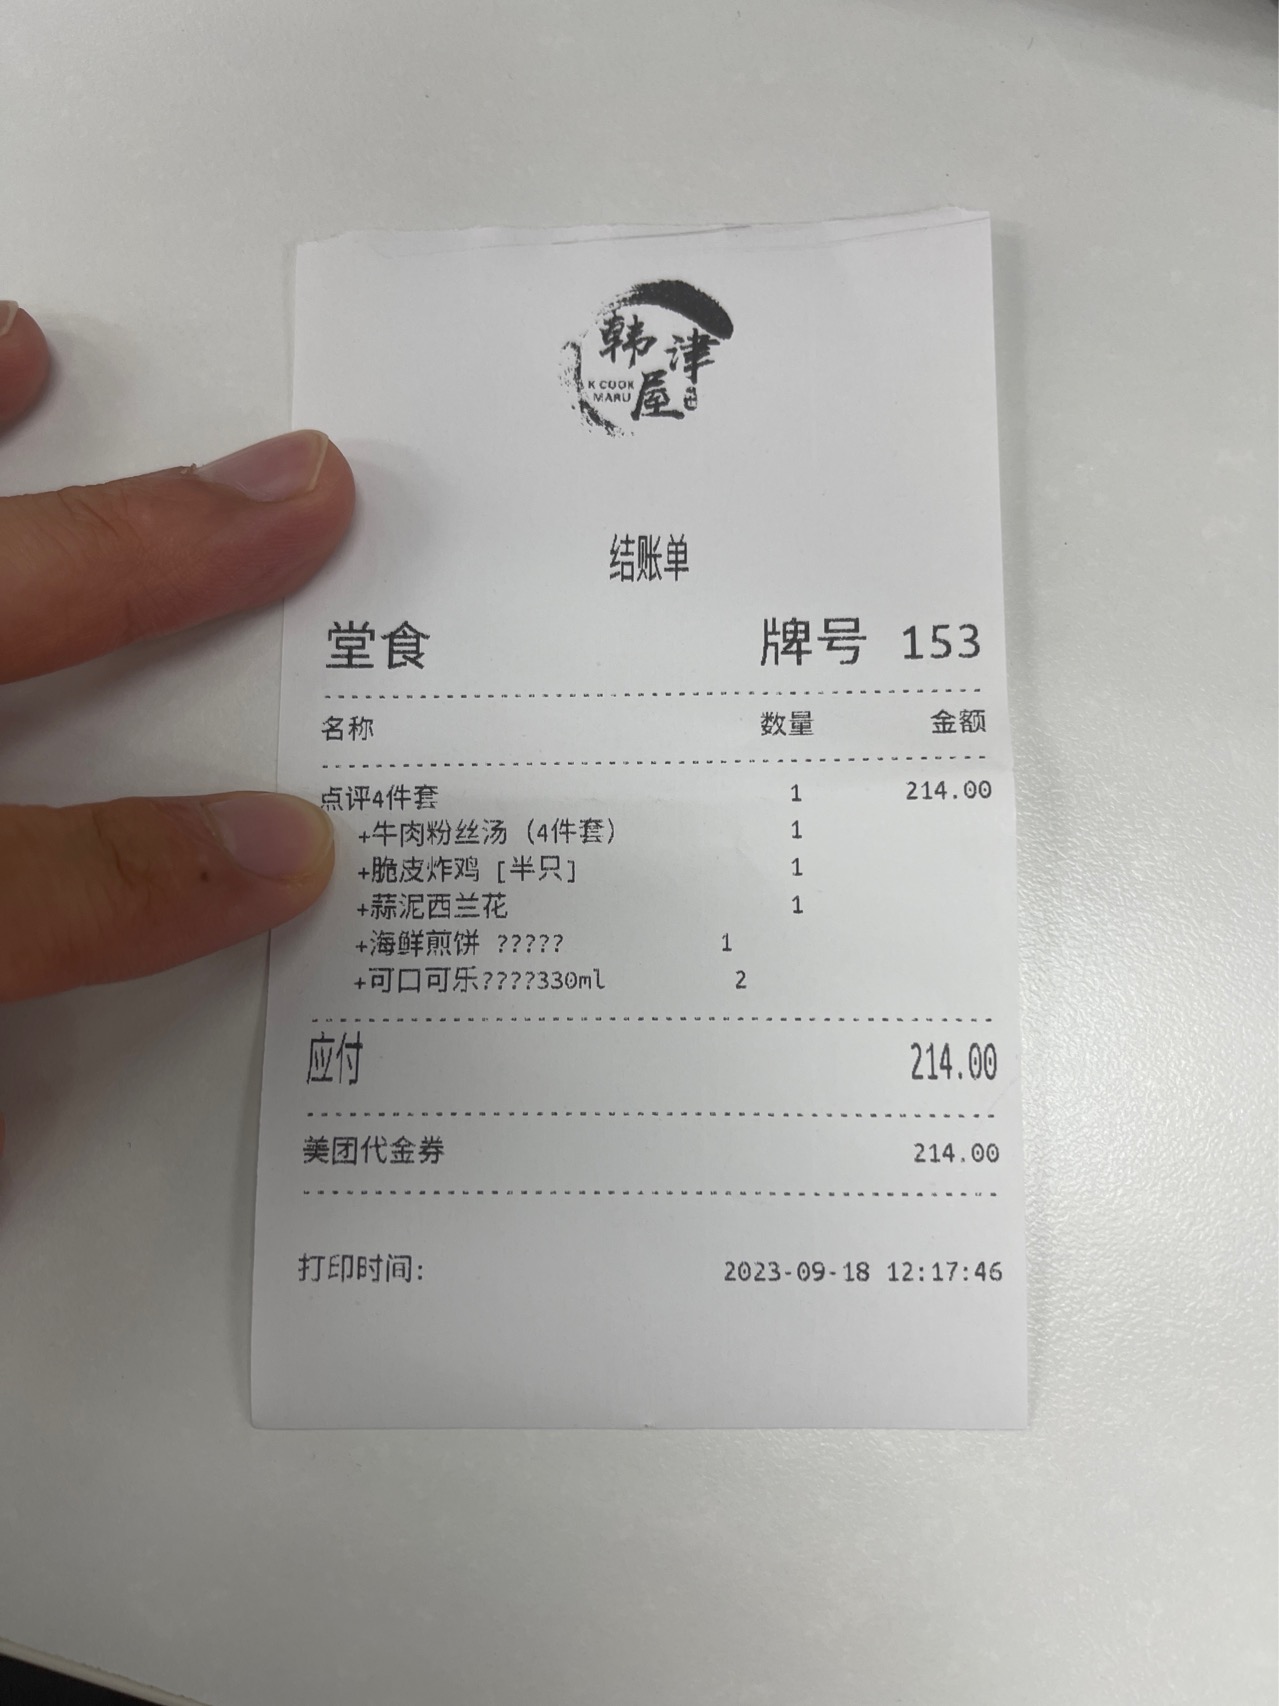 韩津屋
K COOK
MARU
结账单
堂食 牌号 153
名称 数量 金额
点评4件套 1 214.00
+牛肉粉丝汤（4件套） 1
+脆皮炸鸡 [半只] 1
+蒜泥西兰花 1
+海鲜煎饼 ????? 1
+可口可乐????330ml 2
应付 214.00
美团代金券 214.00
打印时间: 2023-09-18 12:17:46